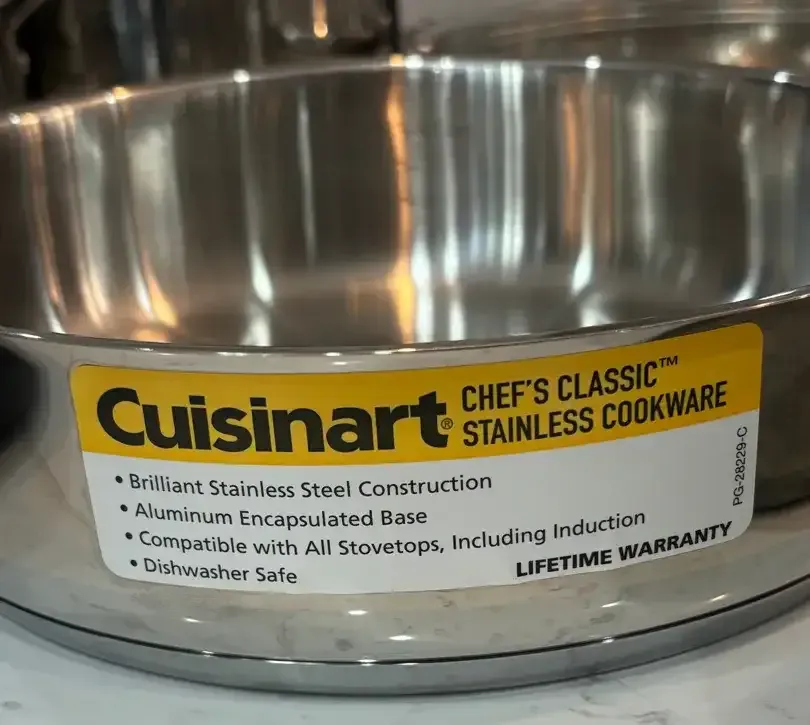 Cuisinart®
CHEF'S CLASSIC™
STAINLESS COOKWARE
• Brilliant Stainless Steel Construction
• Aluminum Encapsulated Base
• Compatible with All Stovetops, Including Induction
• Dishwasher Safe
LIFETIME WARRANTY
PG-28229-C